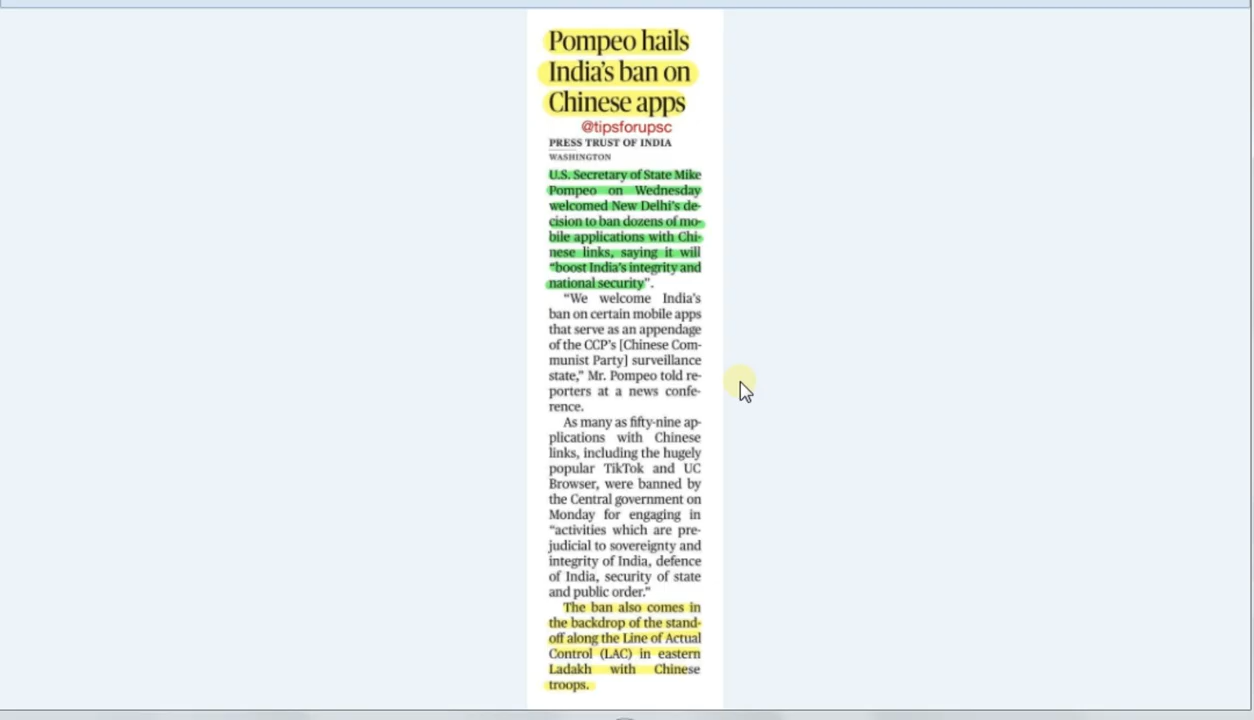 Pompeo hails
India's ban on
Chinese apps
@tipsforupsc
PRESS TRUST OF INDIA
WASHINGTON
U.S. Secretary of State Mike
Pompeo on Wednesday
welcomed New Delhi's de-
cision to ban dozens of mo-
bile applications with Chi-
nese links, saying it will
“boost India's integrity and
national security”.
“We welcome India's
ban on certain mobile apps
that serve as an appendage
of the CCP's [Chinese Com-
munist Party] surveillance
state,” Mr. Pompeo told re-
porters at a news confe-
rence.
As many as fifty-nine ap-
plications with Chinese
links, including the hugely
popular TikTok and UC
Browser, were banned by
the Central government on
Monday for engaging in
“activities which are pre-
judicial to sovereignty and
integrity of India, defence
of India, security of state
and public order.”
The ban also comes in
the backdrop of the stand-
off along the Line of Actual
Control (LAC) in eastern
Ladakh with Chinese
troops.